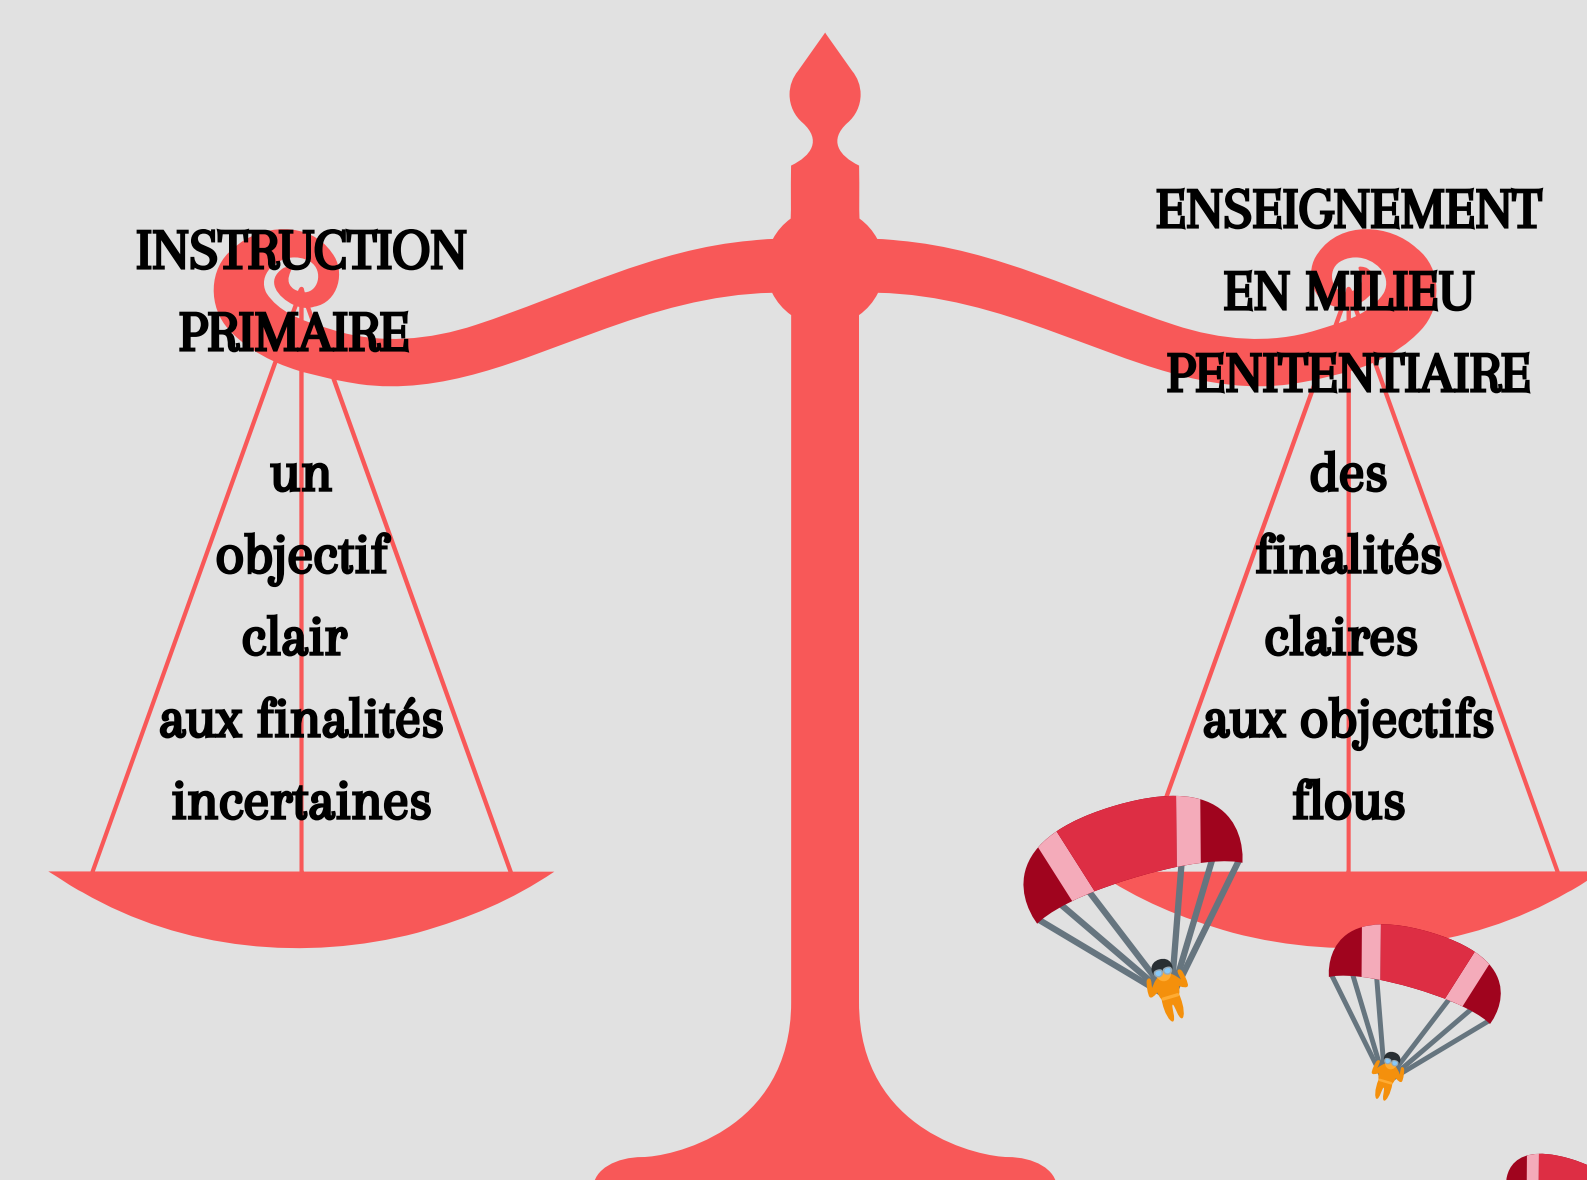 INSTRUCTION
PRIMAIRE
un
objectif
clair
aux finalités
incertaines
ENSEIGNEMENT
EN MILIEU
PENITENTIAIRE
des
finalités
claires
aux objectifs
flous